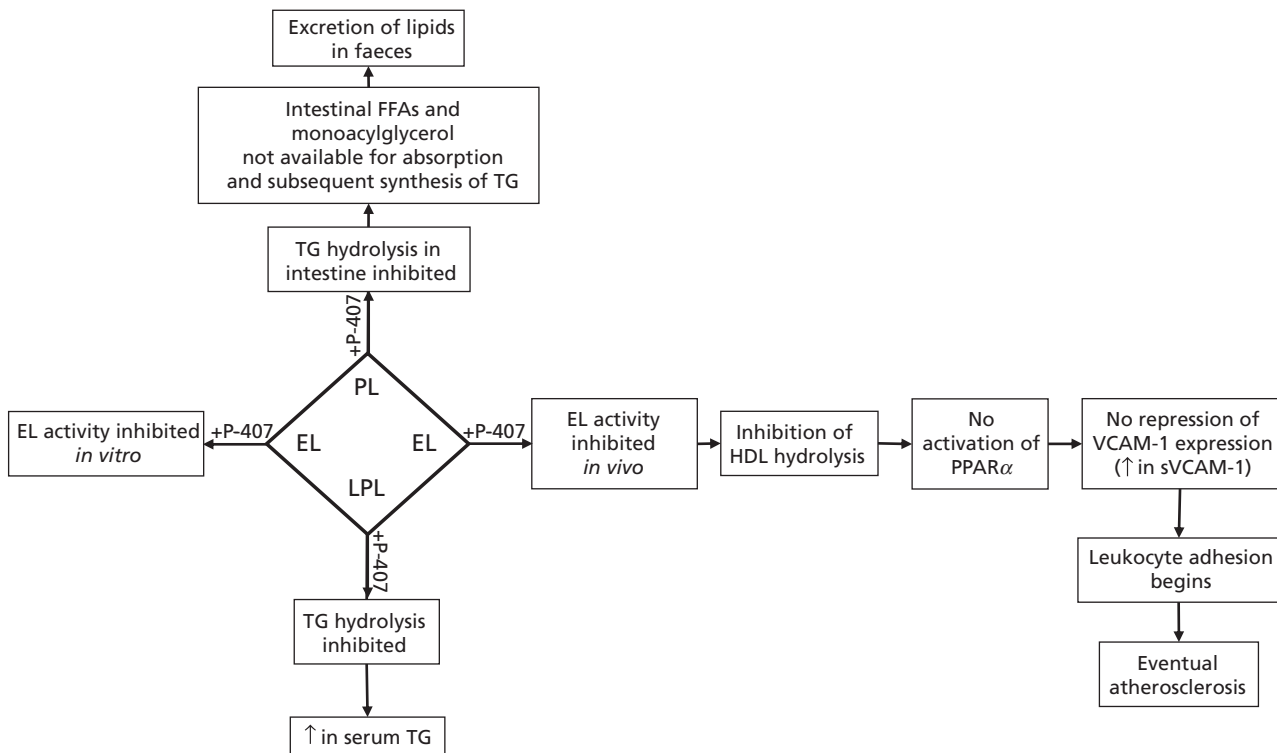 Excretion of lipids
in faeces
Intestinal FFAs and
monoacylglycerol
not available for absorption
and subsequent synthesis of TG
TG hydrolysis in
intestine inhibited
+P-407
PL
EL activity inhibited
in vitro
+P-407
EL
EL
+P-407
EL activity
inhibited
in vivo
Inhibition of
HDL hydrolysis
No
activation of
PPARα
No repression of
VCAM-1 expression
(↑ in sVCAM-1)
LPL
+P-407
Leukocyte adhesion
begins
TG hydrolysis
inhibited
Eventual
atherosclerosis
↑ in serum TG